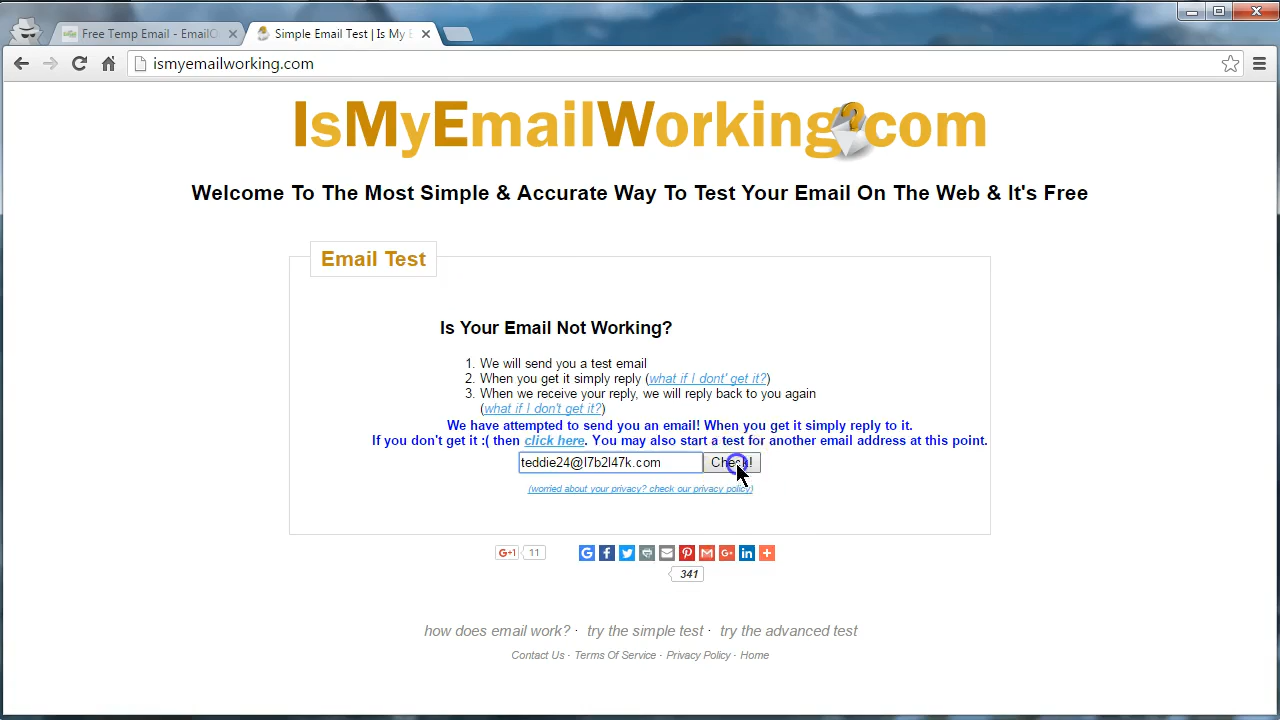 Free Temp Email - EmailO
Simple Email Test | Is My E
ismyemailworking.com
IsMyEmailWorking?com
Welcome To The Most Simple & Accurate Way To Test Your Email On The Web & It's Free
Email Test
Is Your Email Not Working?
1. We will send you a test email
2. When you get it simply reply (what if I dont' get it?)
3. When we receive your reply, we will reply back to you again
(what if I don't get it?)
We have attempted to send you an email! When you get it simply reply to it.
If you don't get it :( then click here. You may also start a test for another email address at this point.
teddie24@l7b2l47k.com Check!
(worried about your privacy? check our privacy policy)
G+1 11
341
how does email work? · try the simple test · try the advanced test
Contact Us · Terms Of Service · Privacy Policy · Home